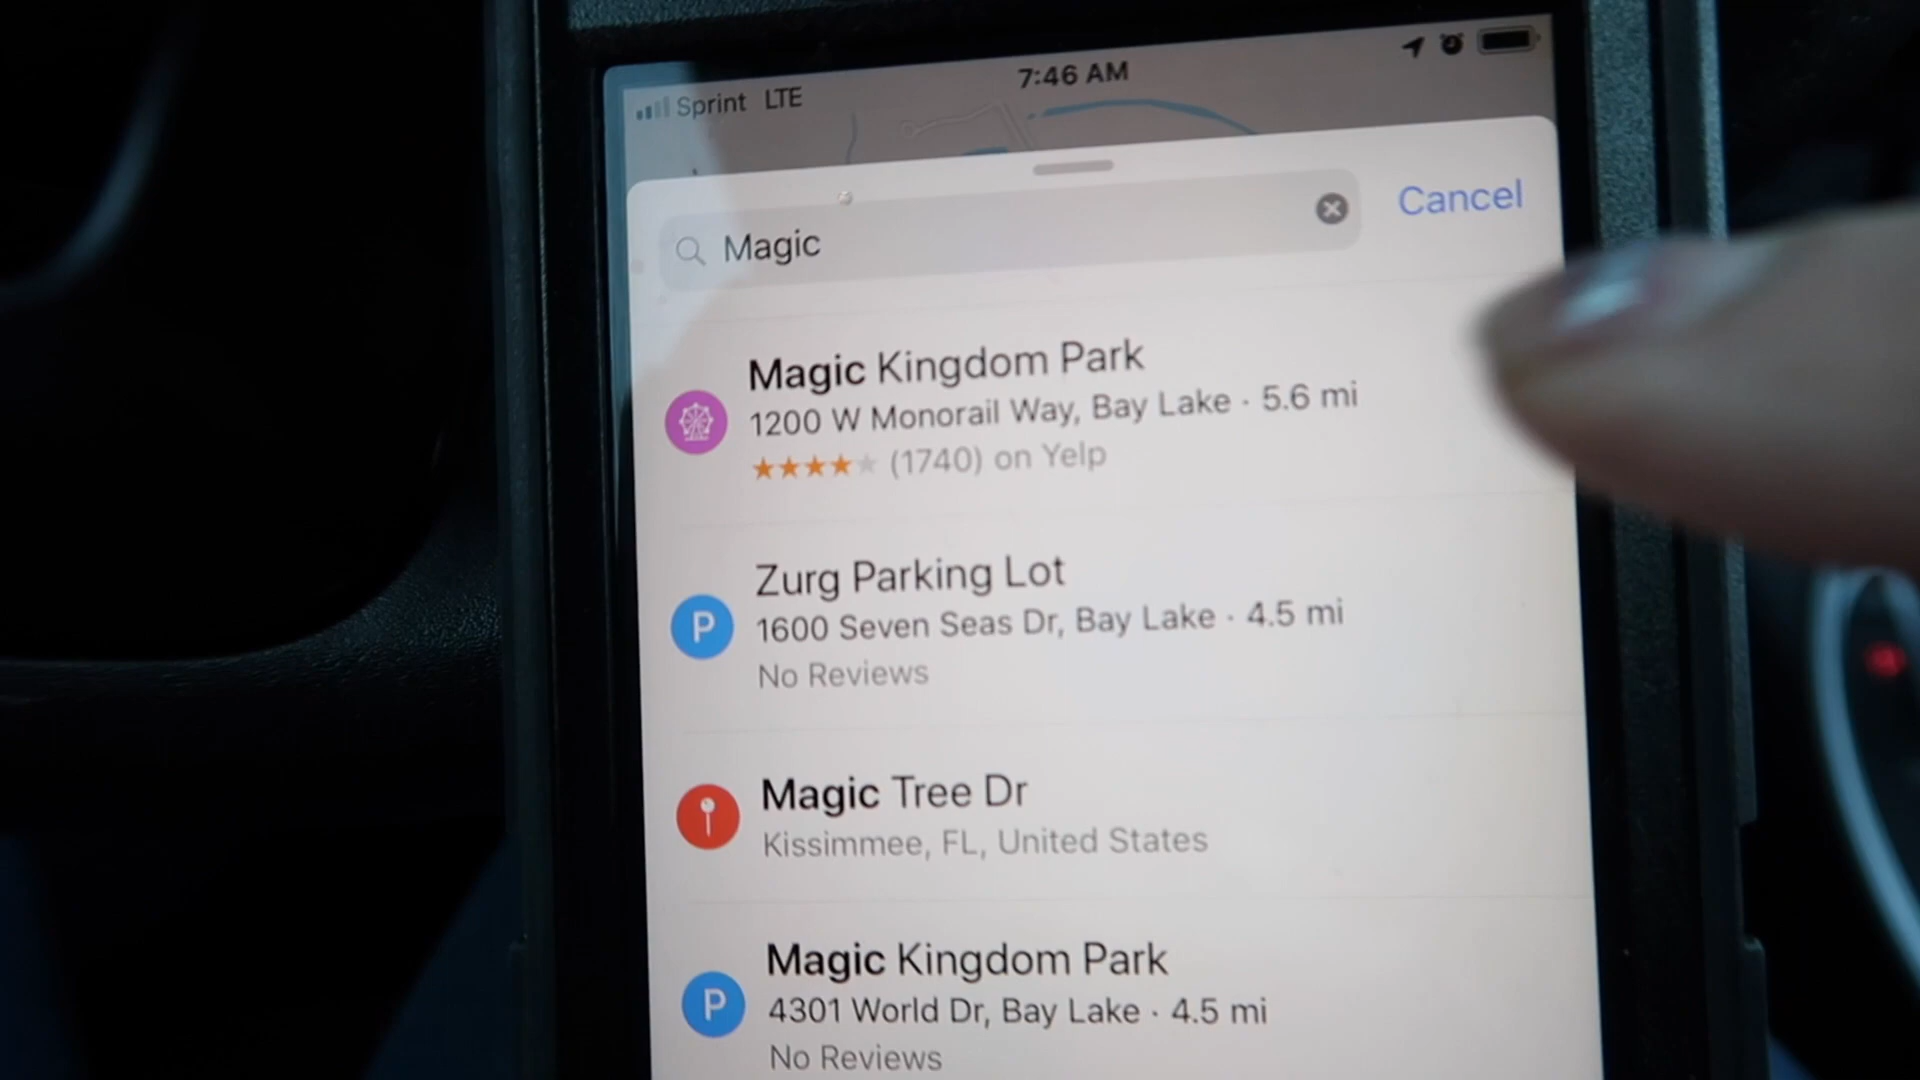 Sprint LTE 7:46 AM
Magic
Cancel
Magic Kingdom Park
1200 W Monorail Way, Bay Lake · 5.6 mi
★★★★★ (1740) on Yelp
P
Zurg Parking Lot
1600 Seven Seas Dr, Bay Lake · 4.5 mi
No Reviews
Magic Tree Dr
Kissimmee, FL, United States
P
Magic Kingdom Park
4301 World Dr, Bay Lake · 4.5 mi
No Reviews